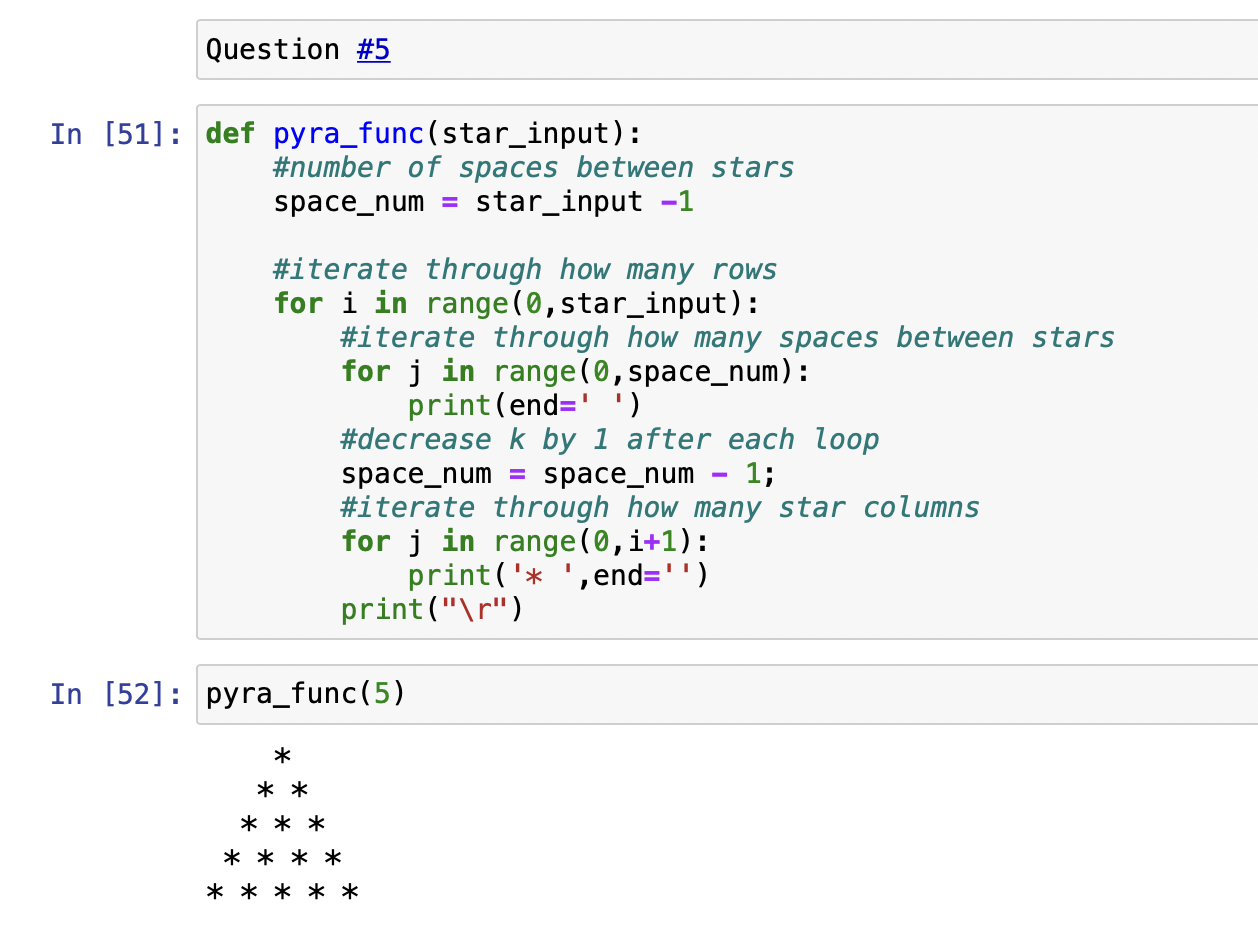 Question #5
In [51]: def pyra_func(star_input):
    #number of spaces between stars
    space_num = star_input -1

    #iterate through how many rows
    for i in range(0,star_input):
        #iterate through how many spaces between stars
        for j in range(0,space_num):
            print(end=' ')
        #decrease k by 1 after each loop
        space_num = space_num - 1;
        #iterate through how many star columns
        for j in range(0,i+1):
            print('* ',end='')
        print("\r")
In [52]: pyra_func(5)
    *
   * *
  * * *
 * * * *
* * * * *